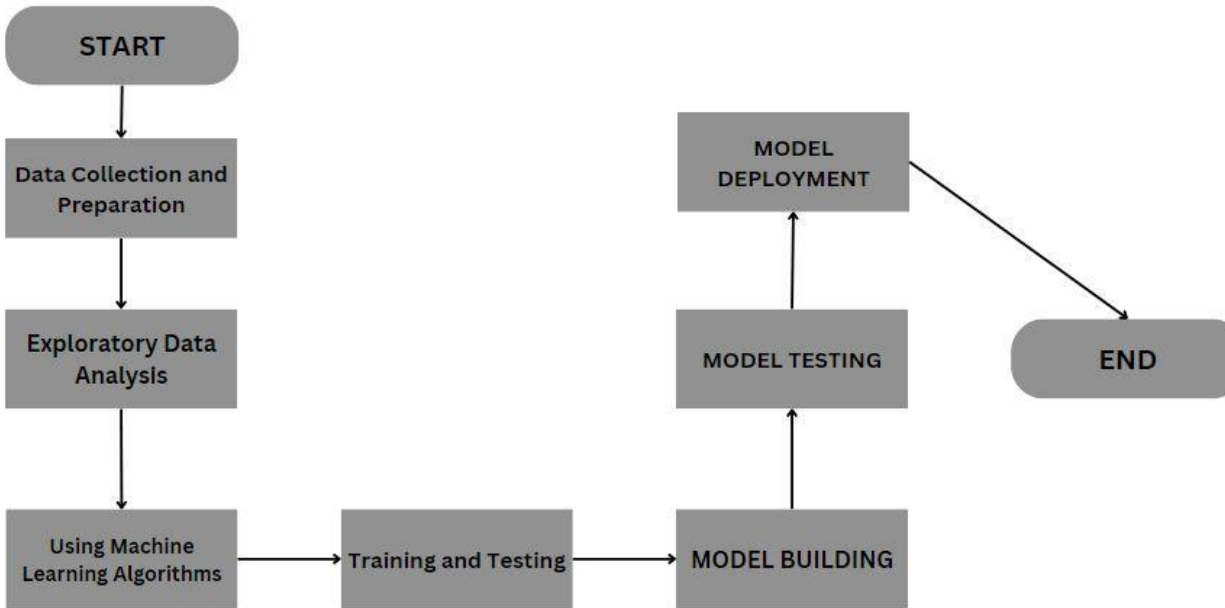 START
Data Collection and
Preparation
Exploratory Data
Analysis
Using Machine
Learning Algorithms
Training and Testing
MODEL BUILDING
MODEL TESTING
MODEL
DEPLOYMENT
END